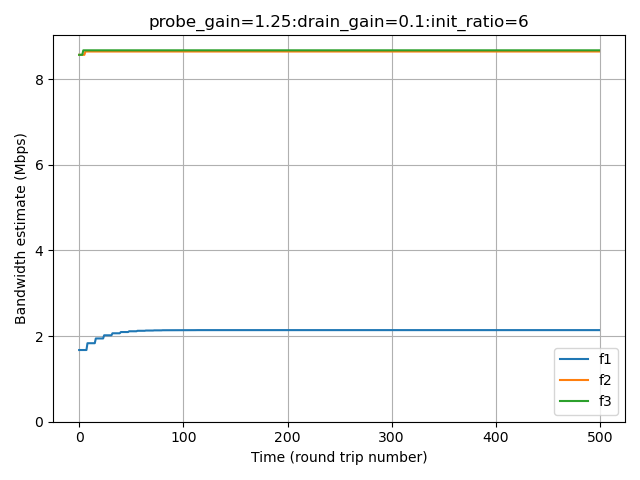 probe_gain=1.25:drain_gain=0.1:init_ratio=6
Bandwidth estimate (Mbps)
8
6
4
2
0
0 100 200 300 400 500
Time (round trip number)
f1
f2
f3